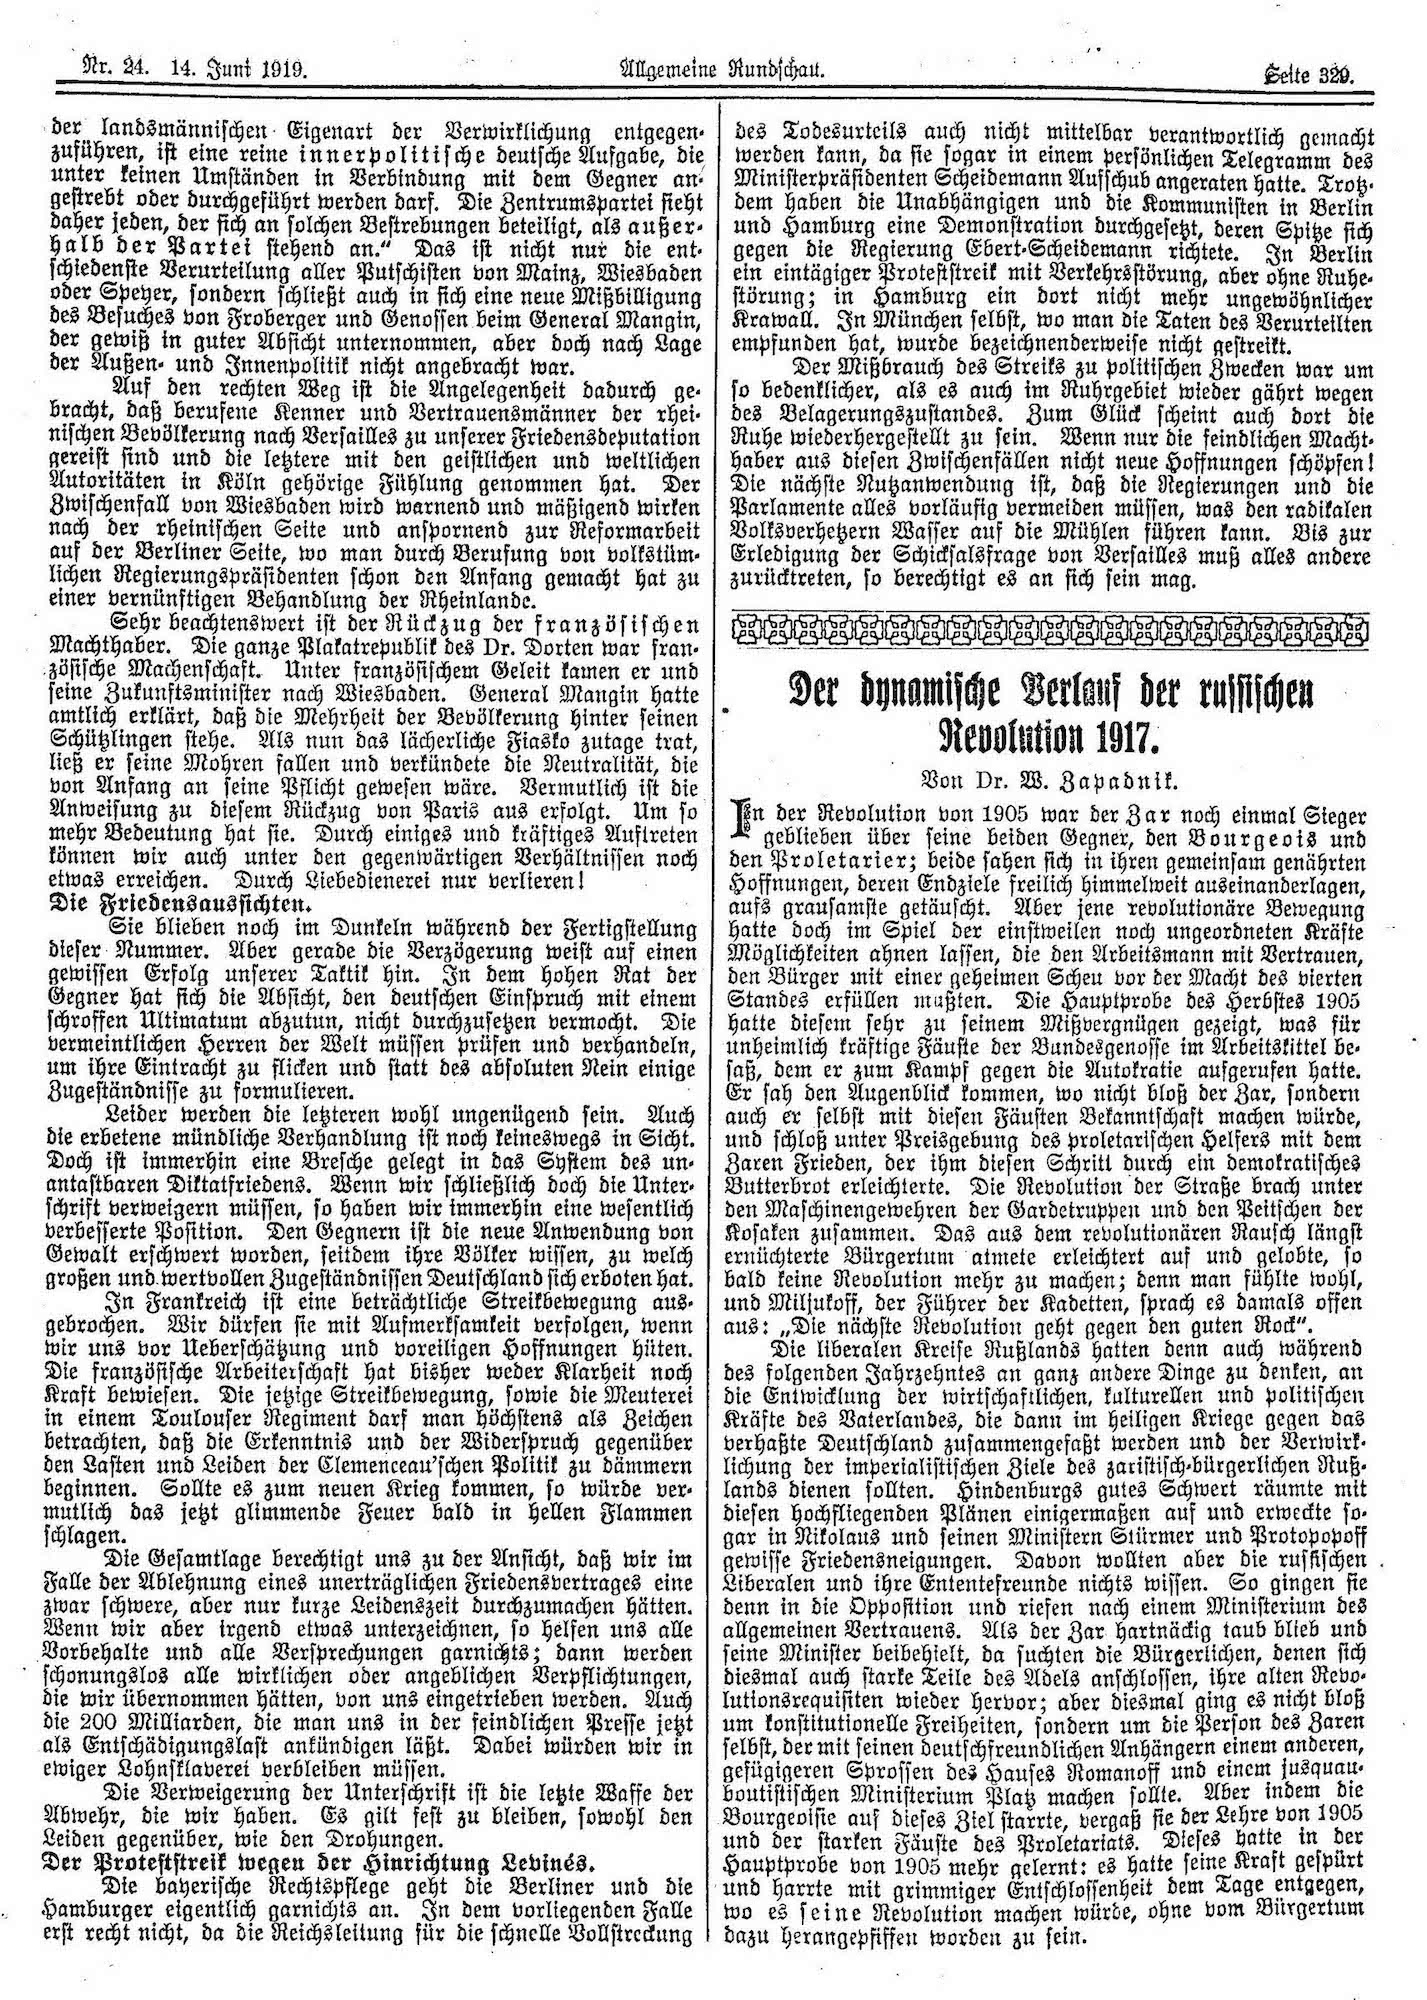 Nr. 24. 14. Juni 1919.
Allgemeine Rundschau.
Seite 329.
der landsmännischen Eigenart der Verwirklichung entgegen-
zuführen, ist eine reine innerpolitische deutsche Aufgabe, die
unter keinen Umständen in Verbindung mit dem Gegner an-
gestrebt oder durchgeführt werden darf. Die Zentrumspartei sieht
daher jeden, der sich an solchen Bestrebungen beteiligt, als außer-
halb der Partei stehend an.“ Das ist nicht nur die ent-
schiedenste Verurteilung aller Putschisten von Mainz, Wiesbaden
oder Speyer, sondern schließt auch in sich eine neue Mißbilligung
des Besuches von Froberger und Genossen beim General Mangin,
der gewiß in guter Absicht unternommen, aber doch nach Lage
der Außen- und Innenpolitik nicht angebracht war.
Auf den rechten Weg ist die Angelegenheit dadurch ge-
bracht, daß berufene Kenner und Vertrauensmänner der rhei-
nischen Bevölkerung nach Versailles zu unserer Friedensdeputation
gereist sind und die letztere mit den geistlichen und weltlichen
Autoritäten in Köln gehörige Fühlung genommen hat. Der
Zwischenfall von Wiesbaden wird warnend und mäßigend wirken
nach der rheinischen Seite und anspornend zur Reformarbeit
auf der Berliner Seite, wo man durch Berufung von volkstüm-
lichen Regierungspräsidenten schon den Anfang gemacht hat zu
einer vernünftigen Behandlung der Rheinlande.
Sehr beachtenswert ist der Rückzug der französischen
Machthaber. Die ganze Plakatrepublik des Dr. Dorten war fran-
zösische Machenschaft. Unter französischem Geleit kamen er und
seine Zukunftsminister nach Wiesbaden. General Mangin hatte
amtlich erklärt, daß die Mehrheit der Bevölkerung hinter seinen
Schützlingen stehe. Als nun das lächerliche Fiasko zutage trat,
ließ er seine Mohren fallen und verkündete die Neutralität, die
von Anfang an seine Pflicht gewesen wäre. Vermutlich ist die
Anweisung zu diesem Rückzug von Paris aus erfolgt. Um so
mehr Bedeutung hat sie. Durch einiges und kräftiges Auftreten
können wir auch unter den gegenwärtigen Verhältnissen noch
etwas erreichen. Durch Liebedienerei nur verlieren!
Die Friedensaussichten.
Sie blieben noch im Dunkeln während der Fertigstellung
dieser Nummer. Aber gerade die Verzögerung weist auf einen
gewissen Erfolg unserer Taktik hin. In dem hohen Rat der
Gegner hat sich die Absicht, den deutschen Einspruch mit einem
schroffen Ultimatum abzutun, nicht durchzusetzen vermocht. Die
vermeintlichen Herren der Welt müssen prüfen und verhandeln,
um ihre Eintracht zu flicken und statt des absoluten Nein einige
Zugeständnisse zu formulieren.
Leider werden die letzteren wohl ungenügend sein. Auch
die erbetene mündliche Verhandlung ist noch keineswegs in Sicht.
Doch ist immerhin eine Bresche gelegt in das System des un-
antastbaren Diktatfriedens. Wenn wir schließlich doch die Unter-
schrift verweigern müssen, so haben wir immerhin eine wesentlich
verbesserte Position. Den Gegnern ist die neue Anwendung von
Gewalt erschwert worden, seitdem ihre Völker wissen, zu welch
großen und wertvollen Zugeständnissen Deutschland sich erboten hat.
In Frankreich ist eine beträchtliche Streikbewegung aus-
gebrochen. Wir dürfen sie mit Aufmerksamkeit verfolgen, wenn
wir uns vor Ueberschätzung und voreiligen Hoffnungen hüten.
Die französische Arbeiterschaft hat bisher weder Klarheit noch
Kraft bewiesen. Die jetzige Streikbewegung, sowie die Meuterei
in einem Toulouser Regiment darf man höchstens als Zeichen
betrachten, daß die Erkenntnis und der Widerspruch gegenüber
den Lasten und Leiden der Clemenceau'schen Politik zu dämmern
beginnen. Sollte es zum neuen Krieg kommen, so würde ver-
mutlich das jetzt glimmende Feuer bald in hellen Flammen
schlagen.
Die Gesamtlage berechtigt uns zu der Ansicht, daß wir im
Falle der Ablehnung eines unerträglichen Friedensvertrages eine
zwar schwere, aber nur kurze Leidenszeit durchzumachen hätten.
Wenn wir aber irgend etwas unterzeichnen, so helfen uns alle
Vorbehalte und alle Versprechungen garnichts; dann werden
schonungslos alle wirklichen oder angeblichen Verpflichtungen,
die wir übernommen hätten, von uns eingetrieben werden. Auch
die 200 Milliarden, die man uns in der feindlichen Presse jetzt
als Entschädigungslast ankündigen läßt. Dabei würden wir in
ewiger Lohnsklaverei verbleiben müssen.
Die Verweigerung der Unterschrift ist die letzte Waffe der
Abwehr, die wir haben. Es gilt fest zu bleiben, sowohl den
Leiden gegenüber, wie den Drohungen.
Der Proteststreik wegen der Hinrichtung Levinés.
Die bayerische Rechtspflege geht die Berliner und die
Hamburger eigentlich garnichts an. In dem vorliegenden Falle
erst recht nicht, da die Reichsleitung für die schnelle Vollstreckung
des Todesurteils auch nicht mittelbar verantwortlich gemacht
werden kann, da sie sogar in einem persönlichen Telegramm des
Ministerpräsidenten Scheidemann Aufschub angeraten hatte. Trotz-
dem haben die Unabhängigen und die Kommunisten in Berlin
und Hamburg eine Demonstration durchgesetzt, deren Spitze sich
gegen die Regierung Ebert-Scheidemann richtete. In Berlin
ein eintägiger Proteststreik mit Verkehrsstörung, aber ohne Ruhe-
störung; in Hamburg ein dort nicht mehr ungewöhnlicher
Krawall. In München selbst, wo man die Taten des Verurteilten
empfunden hat, wurde bezeichnenderweise nicht gestreikt.
Der Mißbrauch des Streiks zu politischen Zwecken war um
so bedenklicher, als es auch im Ruhrgebiet wieder gährt wegen
des Belagerungszustandes. Zum Glück scheint auch dort die
Ruhe wiederhergestellt zu sein. Wenn nur die feindlichen Macht-
haber aus diesen Zwischenfällen nicht neue Hoffnungen schöpfen!
Die nächste Nutzanwendung ist, daß die Regierungen und die
Parlamente alles vorläufig vermeiden müssen, was den radikalen
Volksverhetzern Wasser auf die Mühlen führen kann. Bis zur
Erledigung der Schicksalsfrage von Versailles muß alles andere
zurücktreten, so berechtigt es an sich sein mag.
Der dynamische Verlauf der russischen
Revolution 1917.
Von Dr. W. Zapadnik.
In der Revolution von 1905 war der Zar noch einmal Sieger
geblieben über seine beiden Gegner, den Bourgeois und
den Proletarier; beide sahen sich in ihren gemeinsam genährten
Hoffnungen, deren Endziele freilich himmelweit auseinanderlagen,
aufs grausamste getäuscht. Aber jene revolutionäre Bewegung
hatte doch im Spiel der einstweilen noch ungeordneten Kräfte
Möglichkeiten ahnen lassen, die den Arbeitsmann mit Vertrauen,
den Bürger mit einer geheimen Scheu vor der Macht des vierten
Standes erfüllen mußten. Die Hauptprobe des Herbstes 1905
hatte diesem sehr zu seinem Mißvergnügen gezeigt, was für
unheimlich kräftige Fäuste der Bundesgenosse im Arbeitskittel be-
saß, dem er zum Kampf gegen die Autokratie aufgerufen hatte.
Er sah den Augenblick kommen, wo nicht bloß der Zar, sondern
auch er selbst mit diesen Fäusten Bekanntschaft machen würde,
und schloß unter Preisgebung des proletarischen Helfers mit dem
Zaren Frieden, der ihm diesen Schritt durch ein demokratisches
Butterbrot erleichterte. Die Revolution der Straße brach unter
den Maschinengewehren der Gardetruppen und den Peitschen der
Kosaken zusammen. Das aus dem revolutionären Rausch längst
ernüchterte Bürgertum atmete erleichtert auf und gelobte, so
bald keine Revolution mehr zu machen; denn man fühlte wohl,
und Miljukoff, der Führer der Kadetten, sprach es damals offen
aus: „Die nächste Revolution geht gegen den guten Rock“.
Die liberalen Kreise Rußlands hatten denn auch während
des folgenden Jahrzehntes an ganz andere Dinge zu denken, an
die Entwicklung der wirtschaftlichen, kulturellen und politischen
Kräfte des Vaterlandes, die dann im heiligen Kriege gegen das
verhaßte Deutschland zusammengefaßt werden und der Verwirk-
lichung der imperialistischen Ziele des zaristisch-bürgerlichen Ruß-
lands dienen sollten. Hindenburgs gutes Schwert räumte mit
diesen hochfliegenden Plänen einigermaßen auf und erweckte so-
gar in Nikolaus und seinen Ministern Stürmer und Protopopoff
gewisse Friedensneigungen. Davon wollten aber die russischen
Liberalen und ihre Ententefreunde nichts wissen. So gingen sie
denn in die Opposition und riefen nach einem Ministerium des
allgemeinen Vertrauens. Als der Zar hartnäckig taub blieb und
seine Minister beibehielt, da suchten die Bürgerlichen, denen sich
diesmal auch starke Teile des Adels anschlossen, ihre alten Revo-
lutionsrequisiten wieder hervor; aber diesmal ging es nicht bloß
um konstitutionelle Freiheiten, sondern um die Person des Zaren
selbst, der mit seinen deutschfreundlichen Anhängern einem anderen,
gefügigeren Sprossen des Hauses Romanoff und einem jusquau-
boutistischen Ministerium Platz machen sollte. Aber indem die
Bourgeoisie auf dieses Ziel starrte, vergaß sie der Lehre von 1905
und der starken Fäuste des Proletariats. Dieses hatte in der
Hauptprobe von 1905 mehr gelernt: es hatte seine Kraft gespürt
und harrte mit grimmiger Entschlossenheit dem Tage entgegen,
wo es seine Revolution machen würde, ohne vom Bürgertum
dazu herangepfiffen worden zu sein.